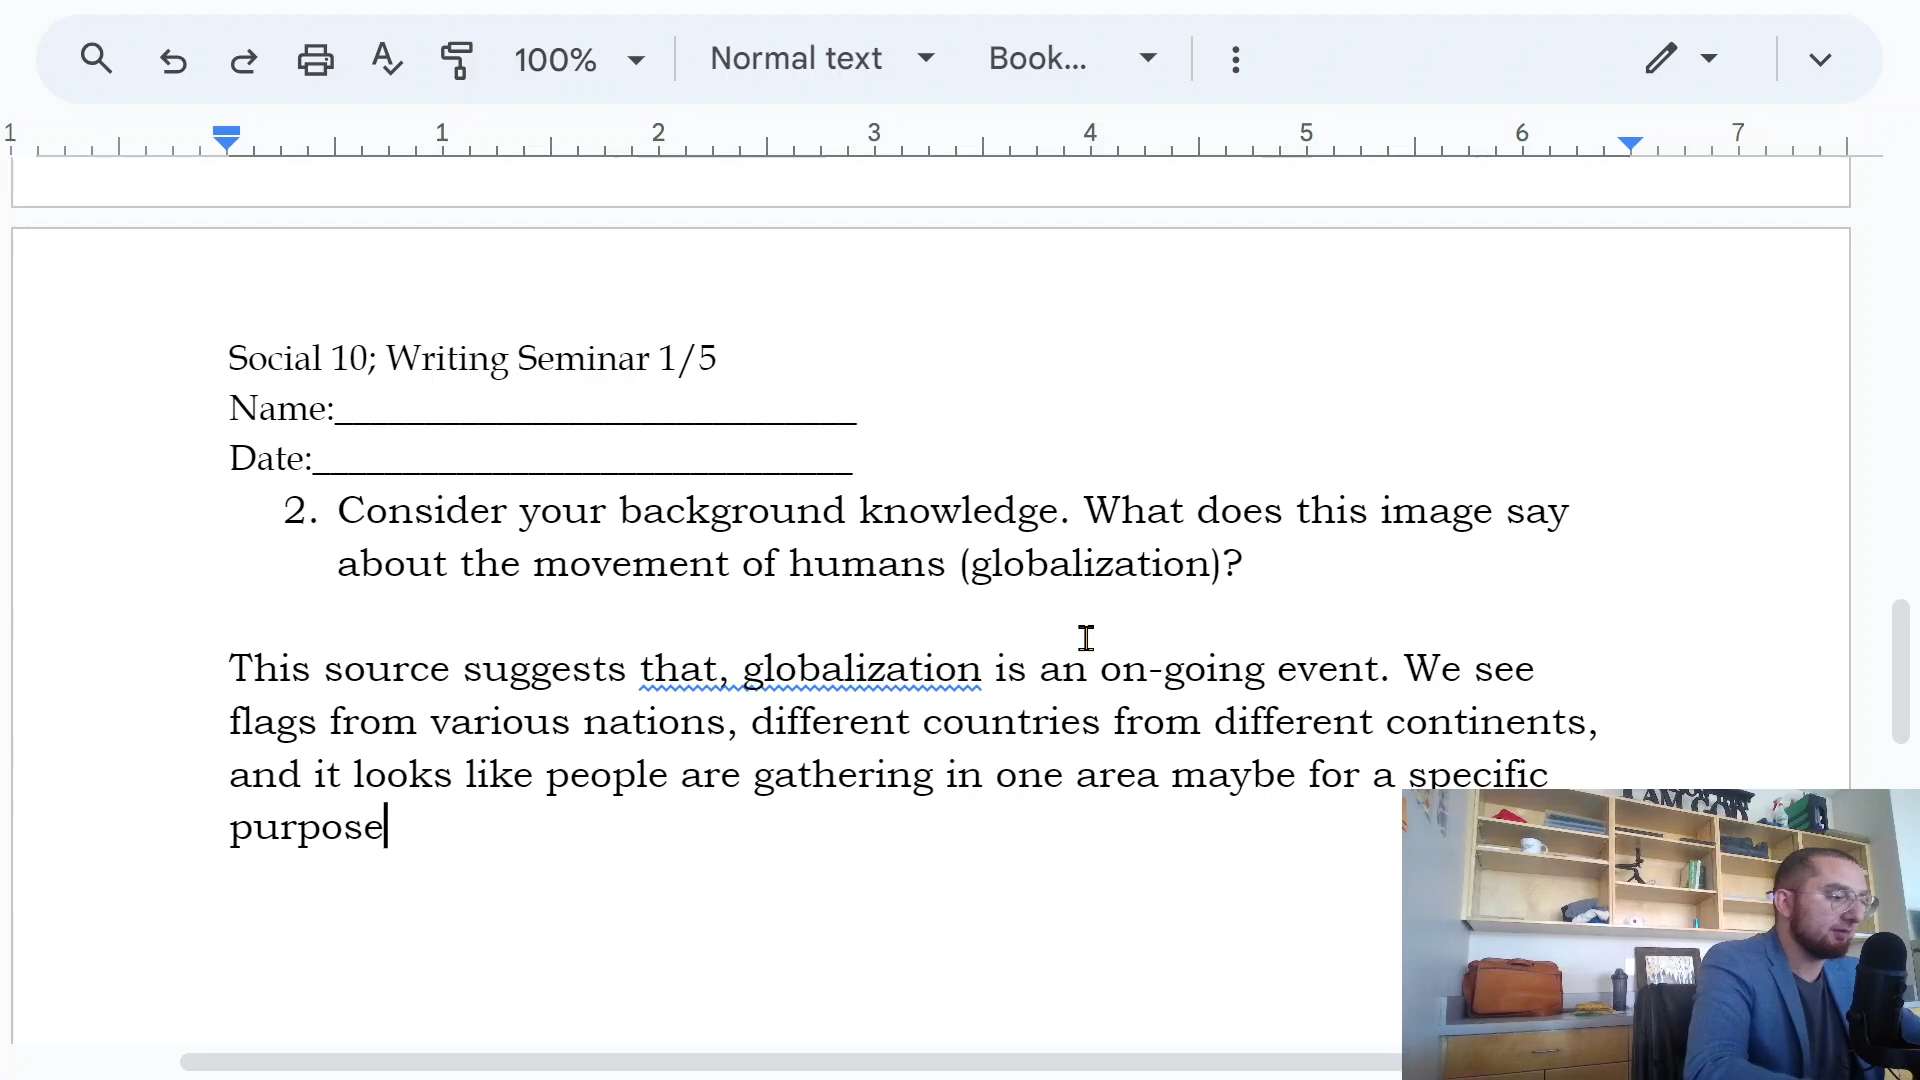 100%
Normal text
Book...
1 1 2 3 4 5 6 7
Social 10; Writing Seminar 1/5
Name:_____________________________
Date:______________________________
2. Consider your background knowledge. What does this image say
about the movement of humans (globalization)?
This source suggests that, globalization is an on-going event. We see
flags from various nations, different countries from different continents,
and it looks like people are gathering in one area maybe for a specific
purpose
I AM